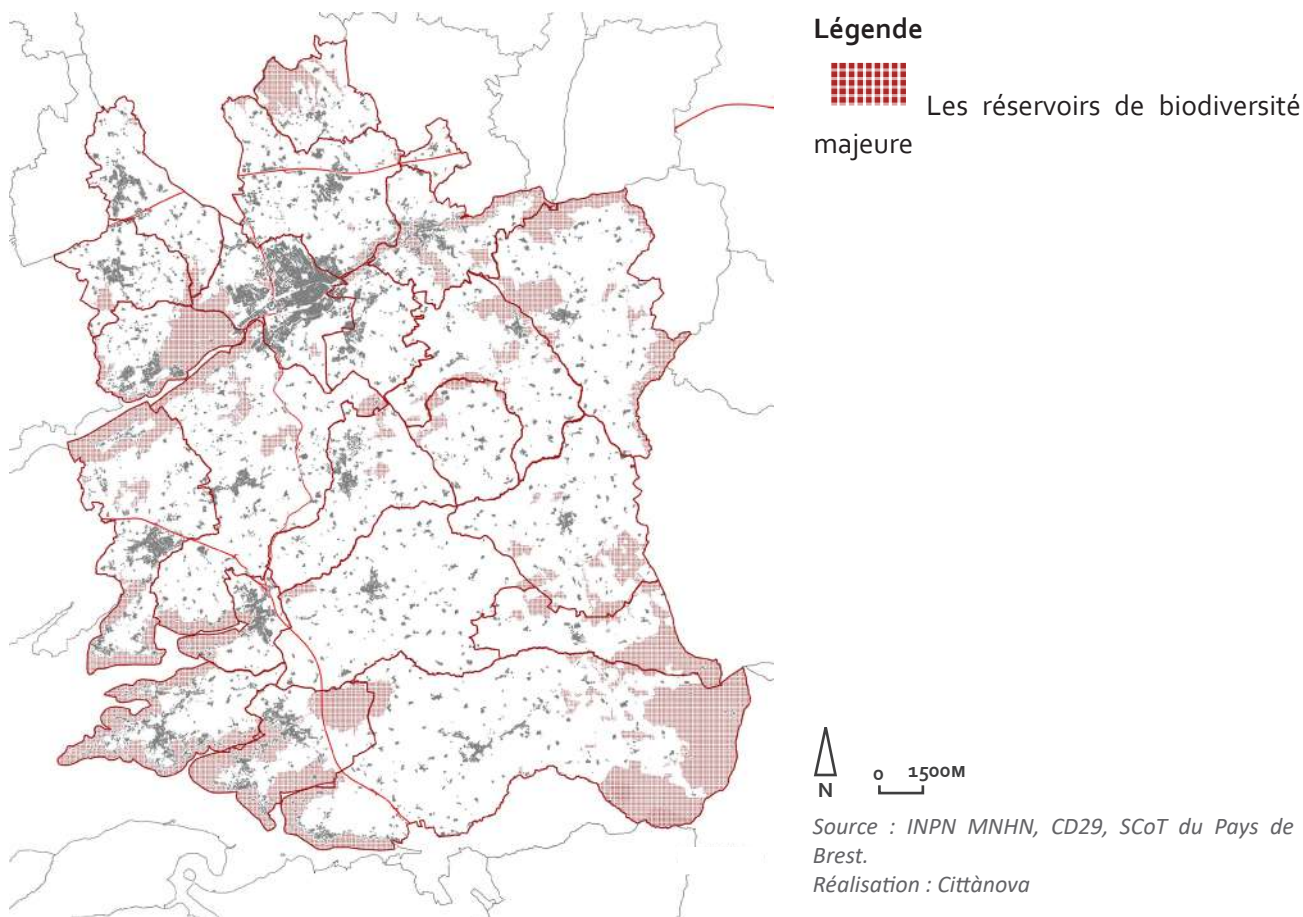 Légende
Les réservoirs de biodiversité
majeure
N
0 1500M
Source : INPN MNHN, CD29, SCoT du Pays de
Brest.
Réalisation : Cittànova